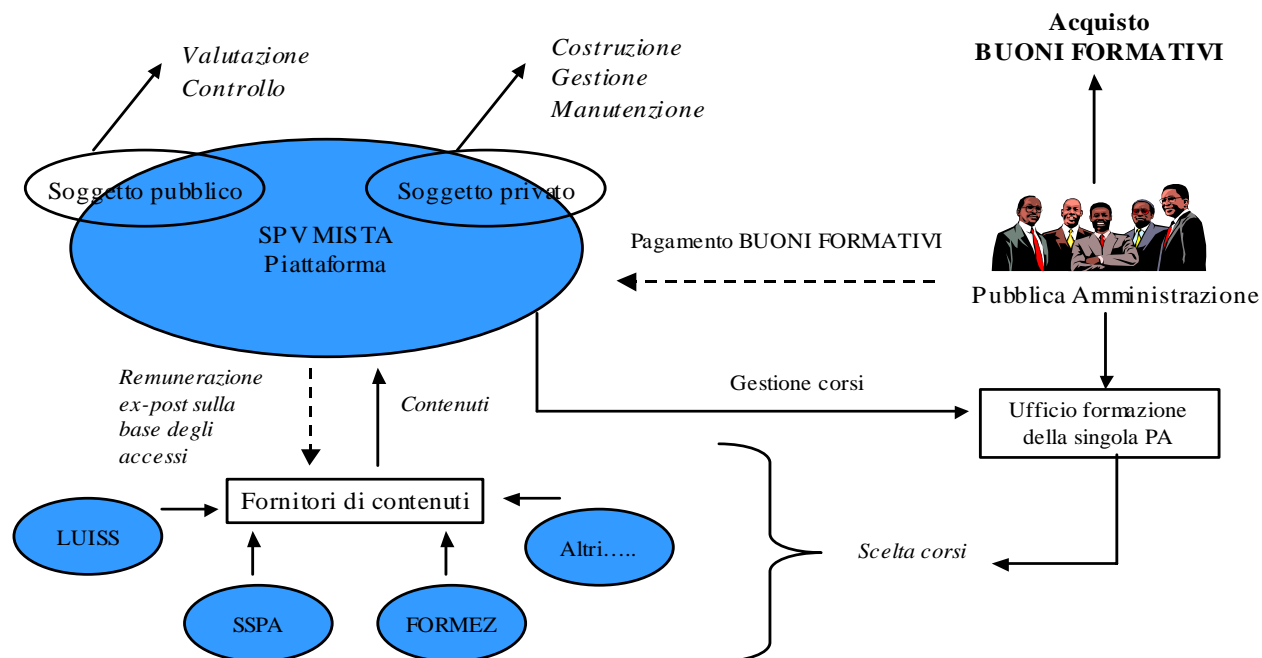 Acquisto
BUONI FORMATIVI
Valutazione
Controllo
Costruzione
Gestione
Manutenzione
Soggetto pubblico
Soggetto privato
SPV MISTA
Piattaforma
Pagamento BUONI FORMATIVI
Pubblica Amministrazione
Remunerazione
ex-post sulla
base degli
accessi
Contenuti
Gestione corsi
Ufficio formazione
della singola PA
Fornitori di contenuti
LUISS
Altri…..
Scelta corsi
SSPA
FORMEZ